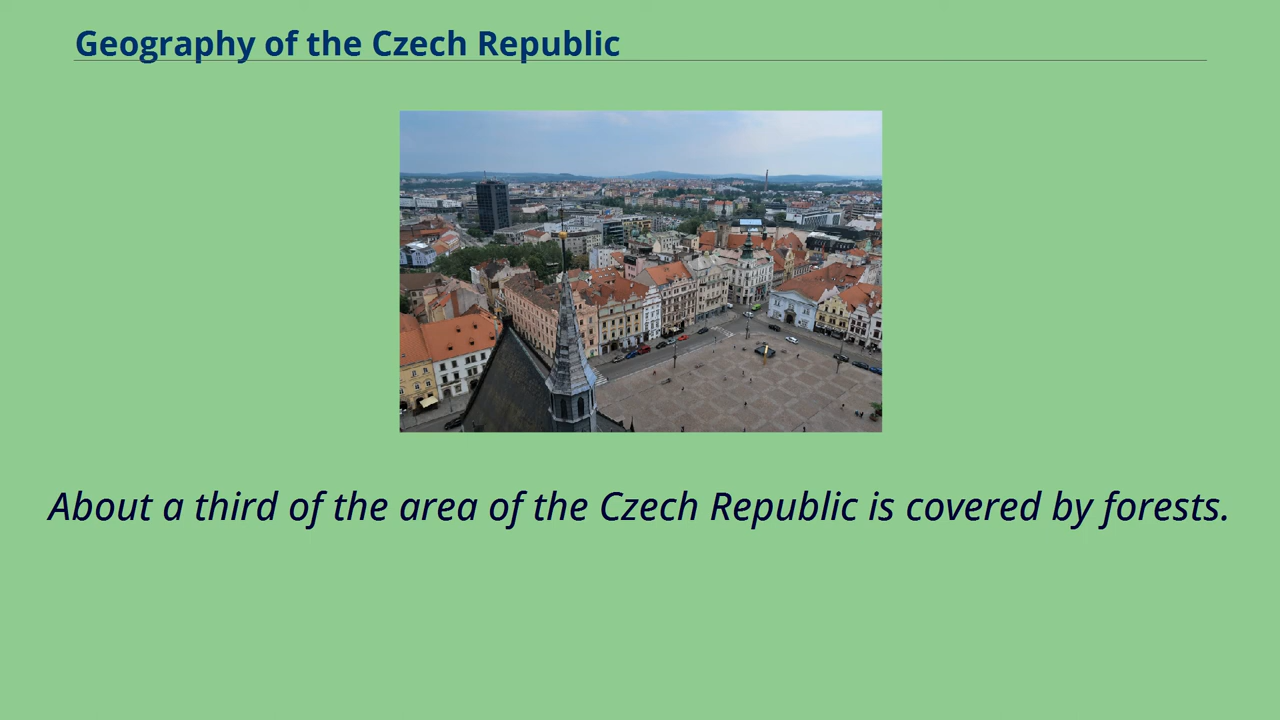 Geography of the Czech Republic
About a third of the area of the Czech Republic is covered by forests.